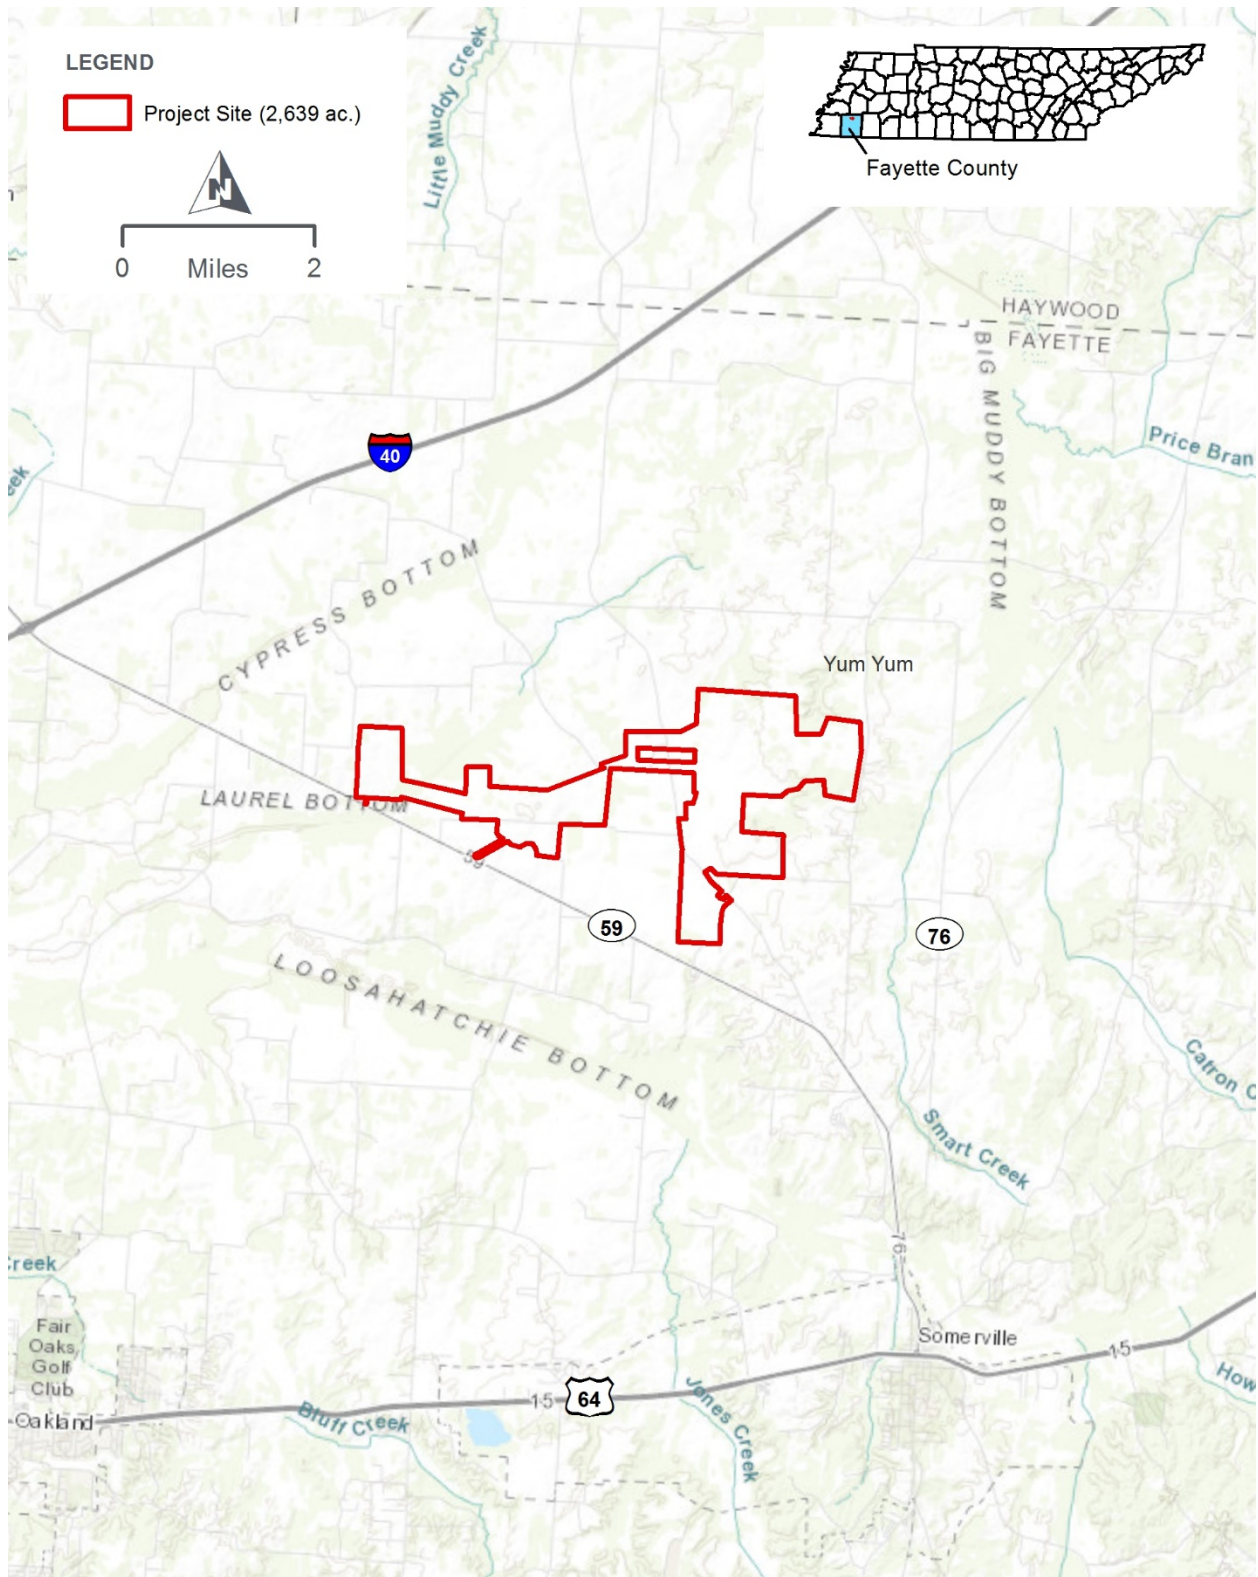 LEGEND
Project Site (2,639 ac.)
N
0 Miles 2
Fayette County
Little Muddy Creek
HAYWOOD
FAYETTE
BIG MUDDY BOTTOM
Price Bran
40
eek
CYPRESS BOTTOM
Yum Yum
LAUREL BOTTOM
59
59
76
LOOSAHATCHIE BOTTOM
Catron C
Smart Creek
76
Creek
Fair
Oaks
Golf
Club
Oakland
Somerville
15
15
64
How
Bluff Creek
Jones Creek